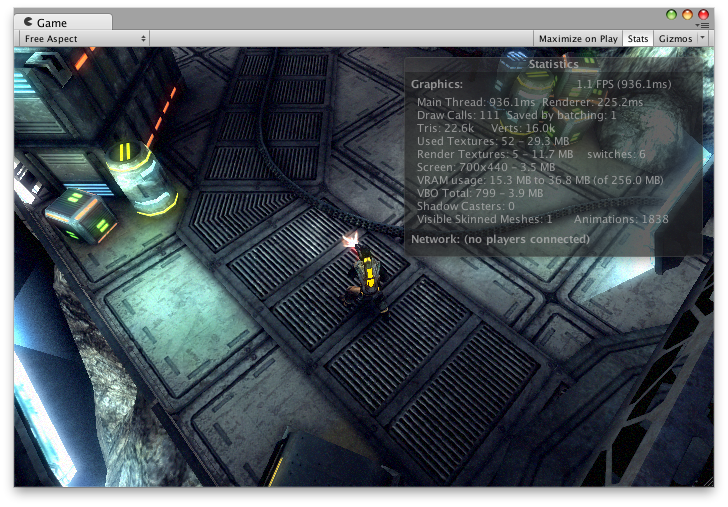 Game
Free Aspect
Maximize on Play Stats Gizmos
Statistics
Graphics: 1.1 FPS (936.1ms)
Main Thread: 936.1ms Renderer: 225.2ms
Draw Calls: 111 Saved by batching: 1
Tris: 22.6k Verts: 16.0k
Used Textures: 52 – 29.3 MB
Render Textures: 5 – 11.7 MB switches: 6
Screen: 700x440 – 3.5 MB
VRAM usage: 15.3 MB to 36.8 MB (of 256.0 MB)
VBO Total: 799 – 3.9 MB
Shadow Casters: 0
Visible Skinned Meshes: 1 Animations: 1838
Network: (no players connected)